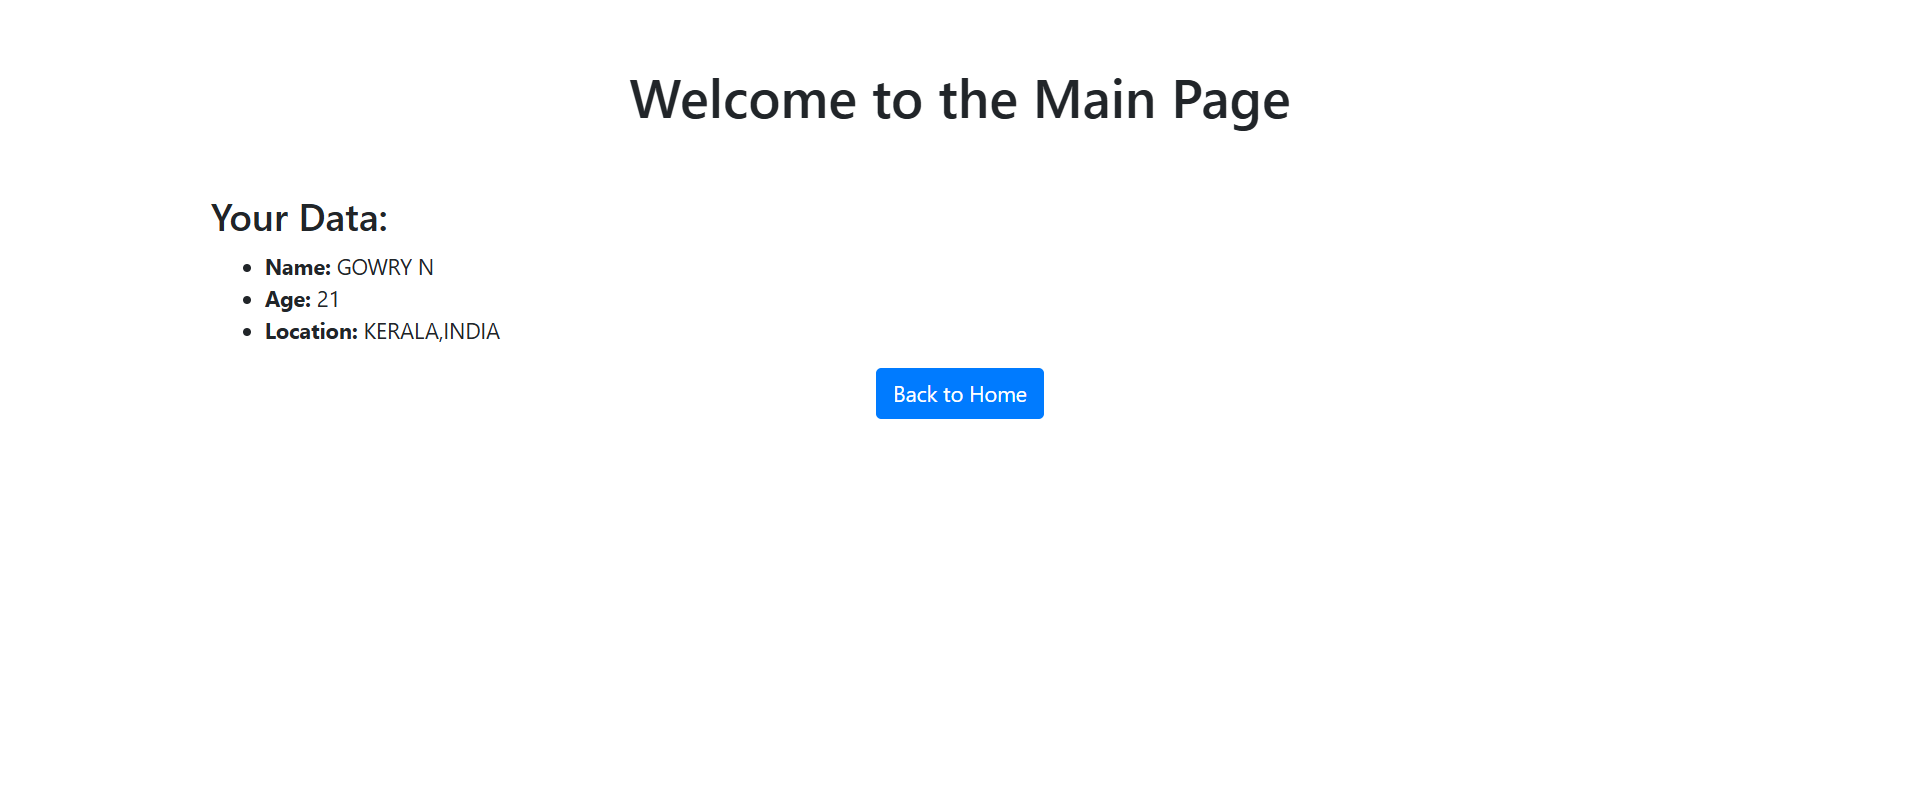 Welcome to the Main Page
Your Data:
Name: GOWRY N
Age: 21
Location: KERALA,INDIA
Back to Home